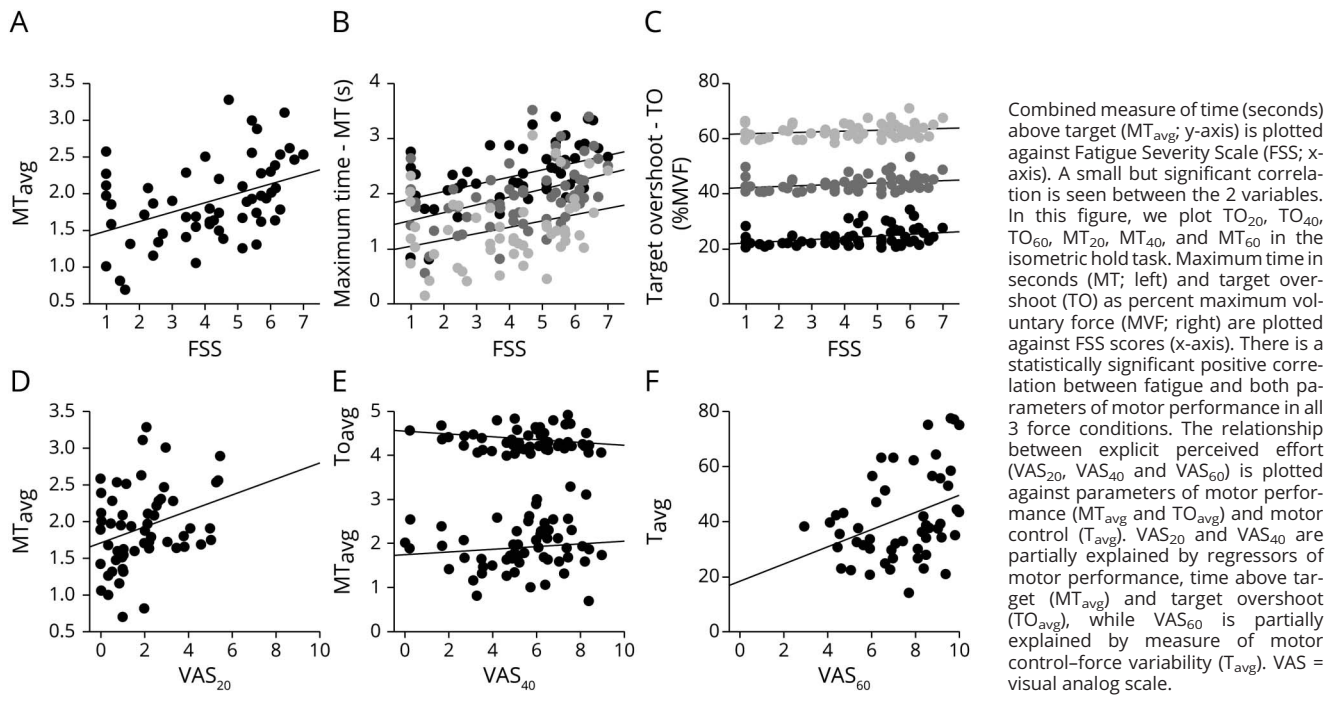 A
B
C
MTavg
3.5
3.0
2.5
2.0
1.5
1.0
0.5
1 2 3 4 5 6 7
FSS
Maximum time - MT (s)
4
3
2
1
0
1 2 3 4 5 6 7
FSS
Target overshoot - TO
(%MVF)
80
60
40
20
0
1 2 3 4 5 6 7
FSS
D
E
F
MTavg
3.5
3.0
2.5
2.0
1.5
1.0
0.5
0 2 4 6 8 10
VAS20
TOavg
MTavg
5
4
3
2
1
0
0 2 4 6 8 10
VAS40
Tavg
80
60
40
20
0
0 2 4 6 8 10
VAS60
Combined measure of time (seconds)
above target (MTavg; y-axis) is plotted
against Fatigue Severity Scale (FSS; x-
axis). A small but significant correla-
tion is seen between the 2 variables.
In this figure, we plot TO20, TO40,
TO60, MT20, MT40, and MT60 in the
isometric hold task. Maximum time in
seconds (MT; left) and target over-
shoot (TO) as percent maximum vol-
untary force (MVF; right) are plotted
against FSS scores (x-axis). There is a
statistically significant positive corre-
lation between fatigue and both pa-
rameters of motor performance in all
3 force conditions. The relationship
between explicit perceived effort
(VAS20, VAS40 and VAS60) is plotted
against parameters of motor perfor-
mance (MTavg and TOavg) and motor
control (Tavg). VAS20 and VAS40 are
partially explained by regressors of
motor performance, time above tar-
get (MTavg) and target overshoot
(TOavg), while VAS60 is partially
explained by measure of motor
control–force variability (Tavg). VAS =
visual analog scale.